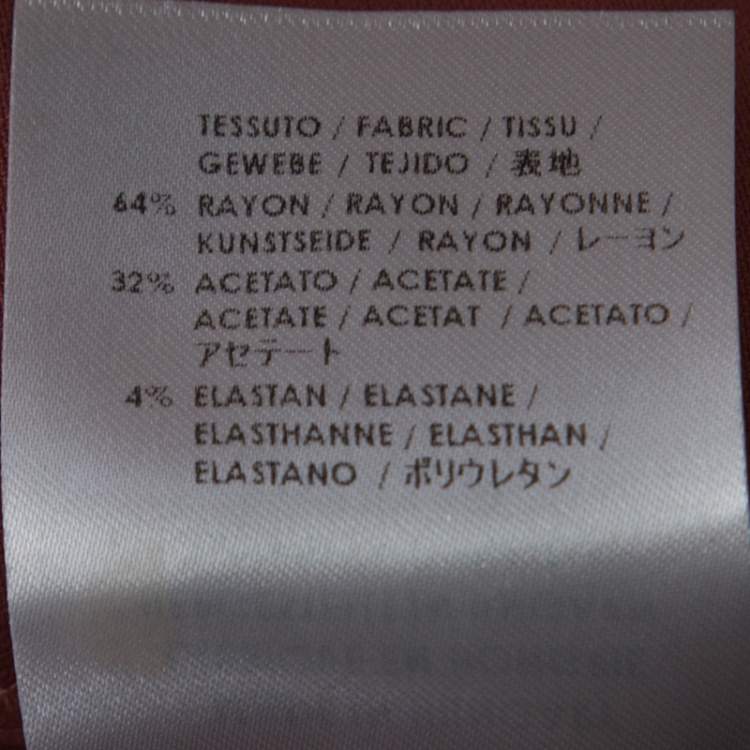 TESSUTO / FABRIC / TISSU /
GEWEBE / TEJIDO / 表地
64% RAYON / RAYON / RAYONNE /
KUNSTSEIDE / RAYON / レーヨン
32% ACETATO / ACETATE /
ACETATE / ACETAT / ACETATO /
アセテート
4% ELASTAN / ELASTANE /
ELASTHANNE / ELASTHAN /
ELASTANO / ポリウレタン